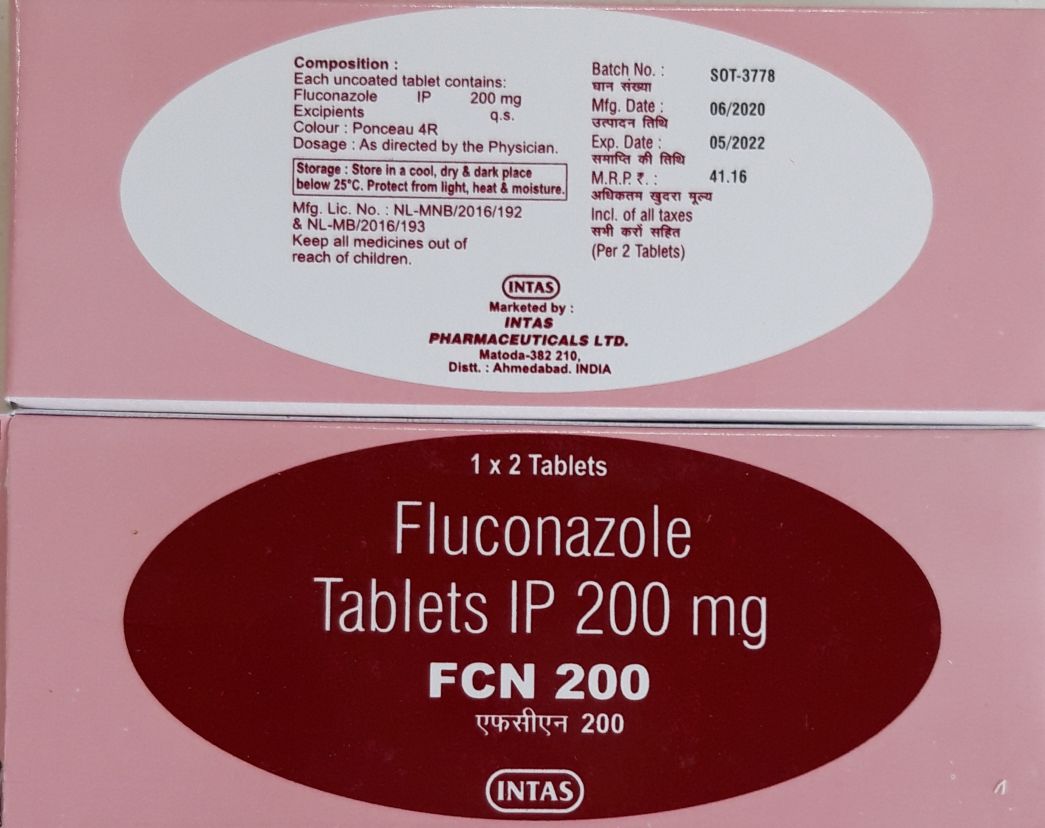 Composition :
Each uncoated tablet contains:
Fluconazole IP 200 mg
Excipients q.s.
Colour : Ponceau 4R
Dosage : As directed by the Physician.
Storage : Store in a cool, dry & dark place
below 25°C. Protect from light, heat & moisture.
Mfg. Lic. No. : NL-MNB/2016/192
& NL-MB/2016/193
Keep all medicines out of
reach of children.
Batch No. : SOT-3778
घान संख्या
Mfg. Date : 06/2020
उत्पादन तिथि
Exp. Date : 05/2022
समाप्ति की तिथि
M.R.P. ₹. : 41.16
अधिकतम खुदरा मूल्य
Incl. of all taxes
सभी करों सहित
(Per 2 Tablets)
INTAS
Marketed by :
INTAS
PHARMACEUTICALS LTD.
Matoda-382 210,
Distt. : Ahmedabad. INDIA
1 x 2 Tablets
Fluconazole
Tablets IP 200 mg
FCN 200
एफसीएन 200
INTAS